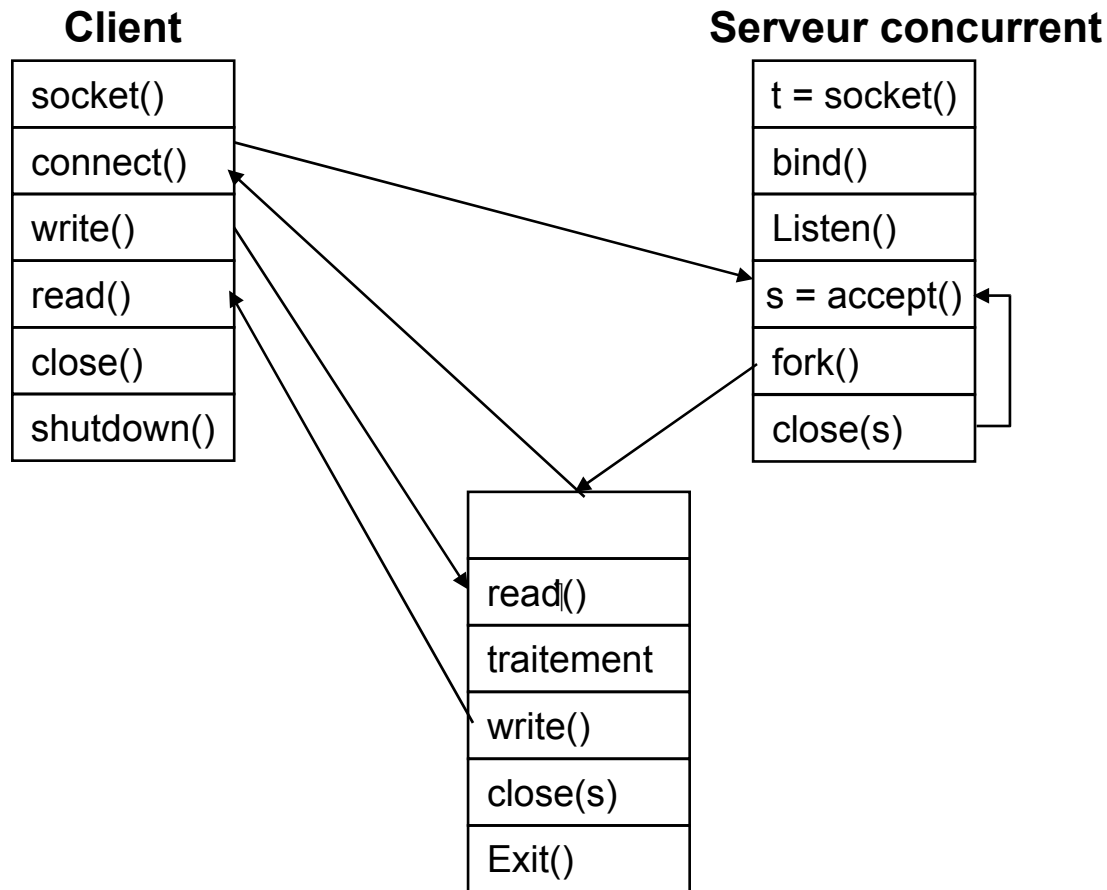 Client
socket()
connect()
write()
read()
close()
shutdown()
Serveur concurrent
t = socket()
bind()
Listen()
s = accept()
fork()
close(s)
read()
traitement
write()
close(s)
Exit()